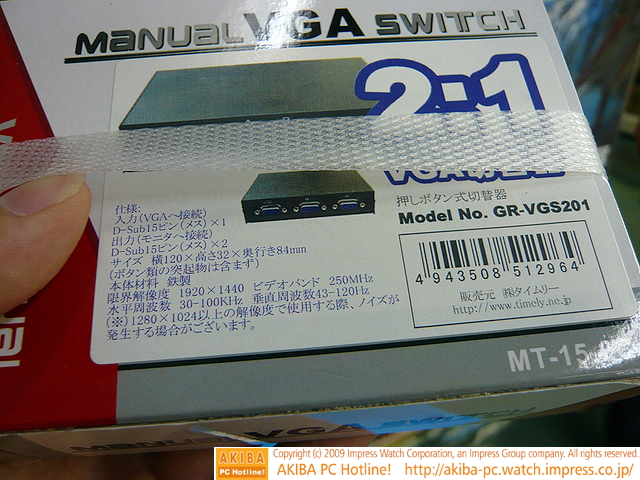 MANUAL VGA SWITCH
2:1
押しボタン式切替器
Model No. GR-VGS201
仕様:
入力(VGAへ接続)
D-Sub15ピン(メス)×1
出力(モニタへ接続)
D-Sub15ピン(メス)×2
サイズ 横120×高さ32×奥行き84mm
(ボタン類の突起物は含まず)
本体材料 鉄製
限界解像度 1920×1440 ビデオバンド 250MHz
水平周波数 30-100KHz 垂直周波数43-120Hz
(※)1280×1024以上の解像度で使用する際、ノイズが
発生する場合がございます。
4 943508 512964
販売元 ㈱タイムリー
http://www.timely.ne.jp
MT-15
MANUAL VGA SWITCH
AKIBA
PC Hotline!
Copyright (c) 2009 Impress Watch Corporation, an Impress Group company. All rights reserved.
AKIBA PC Hotline! http://akiba-pc.watch.impress.co.jp/